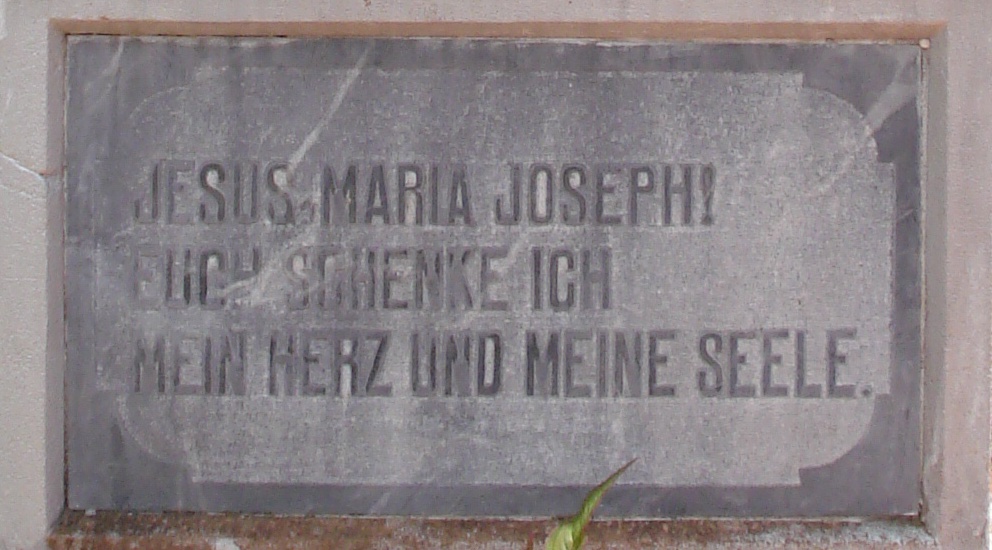 JESUS, MARIA JOSEPH!
EUCH SCHENKE ICH
MEIN HERZ UND MEINE SEELE.